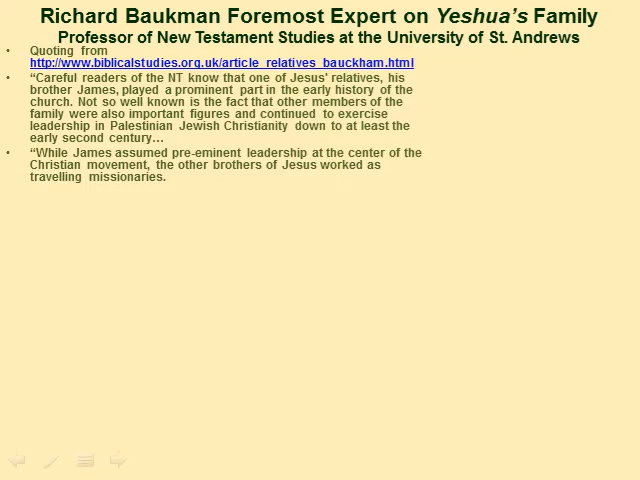 Richard Baukman Foremost Expert on Yeshua's Family
Professor of New Testament Studies at the University of St. Andrews
• Quoting from
http://www.biblicalstudies.org.uk/article_relatives_bauckham.html
• “Careful readers of the NT know that one of Jesus' relatives, his
brother James, played a prominent part in the early history of the
church. Not so well known is the fact that other members of the
family were also important figures and continued to exercise
leadership in Palestinian Jewish Christianity down to at least the
early second century…
• “While James assumed pre-eminent leadership at the center of the
Christian movement, the other brothers of Jesus worked as
travelling missionaries.